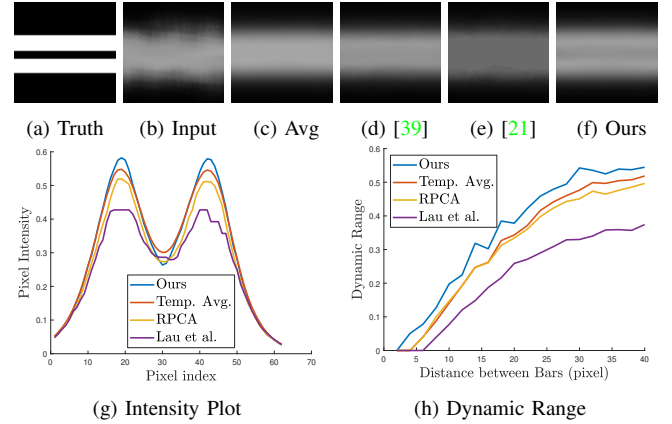 (a) Truth (b) Input (c) Avg (d) [39] (e) [21] (f) Ours
0.6
0.5
0.4
0.3
0.2
0.1
0
Pixel Intensity
Ours
Temp. Avg.
RPCA
Lau et al.
0 10 20 30 40 50 60 70
Pixel index
(g) Intensity Plot
0.6
0.5
0.4
0.3
0.2
0.1
0
Dynamic Range
Ours
Temp. Avg.
RPCA
Lau et al.
0 5 10 15 20 25 30 35 40
Distance between Bars (pixel)
(h) Dynamic Range